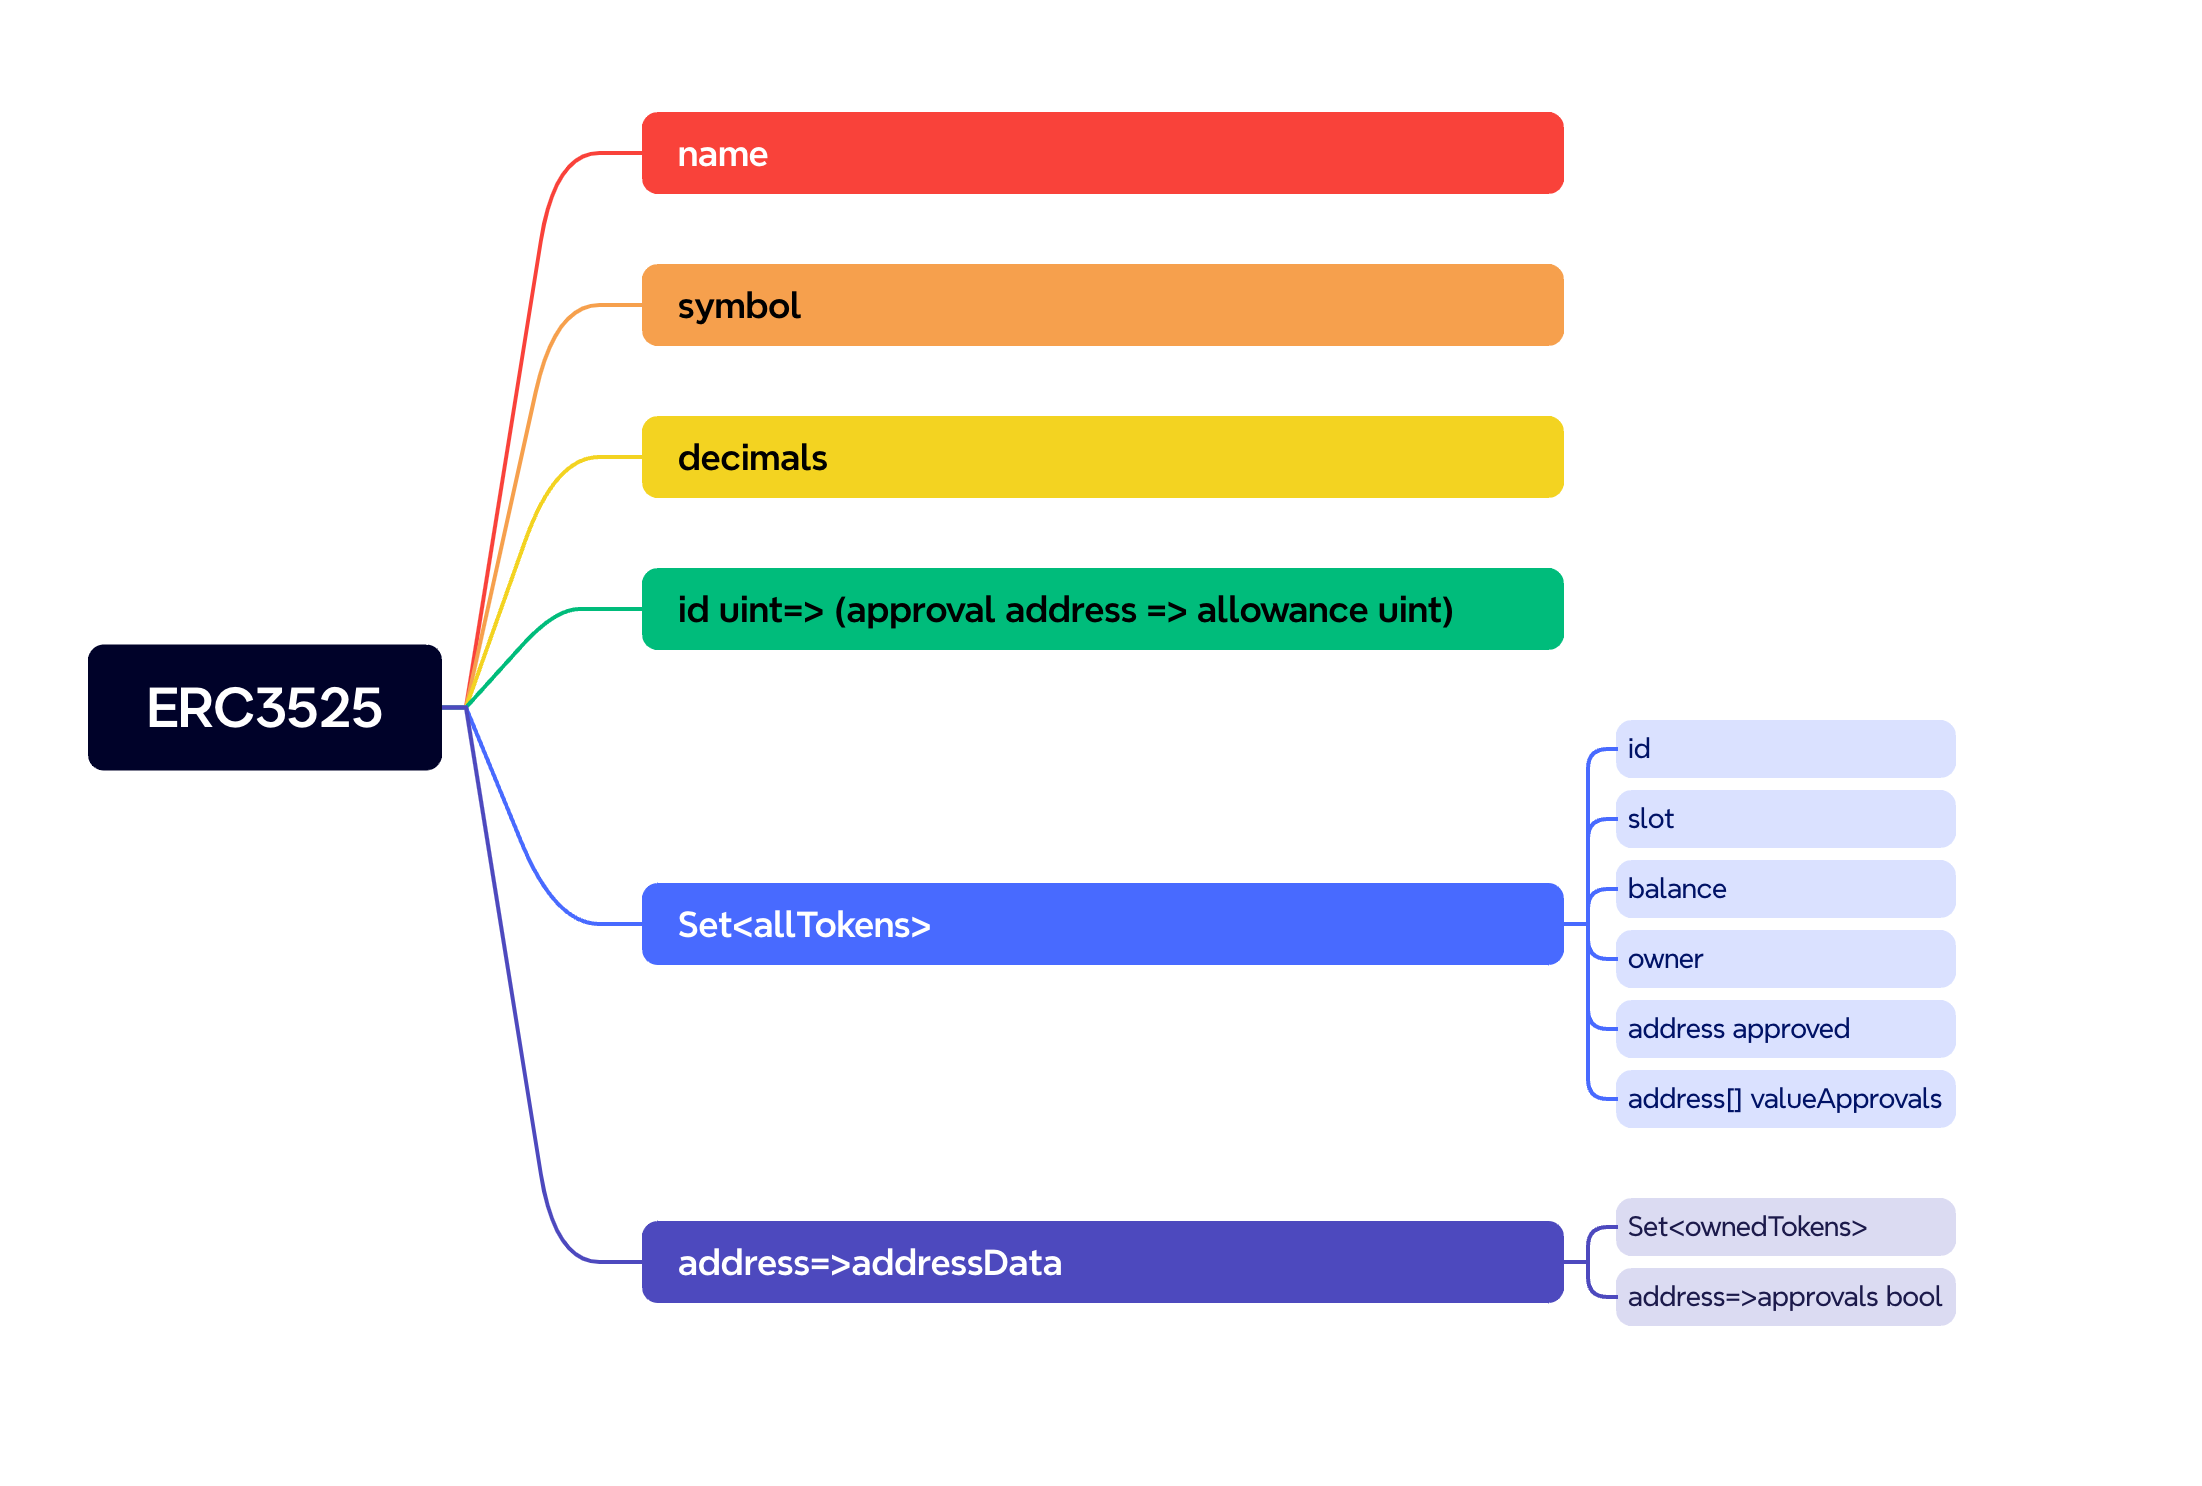 name
symbol
decimals
id uint=> (approval address => allowance uint)
ERC3525
id
slot
balance
Set<allTokens>
owner
address approved
address[] valueApprovals
Set<ownedTokens>
address=>addressData
address=>approvals bool